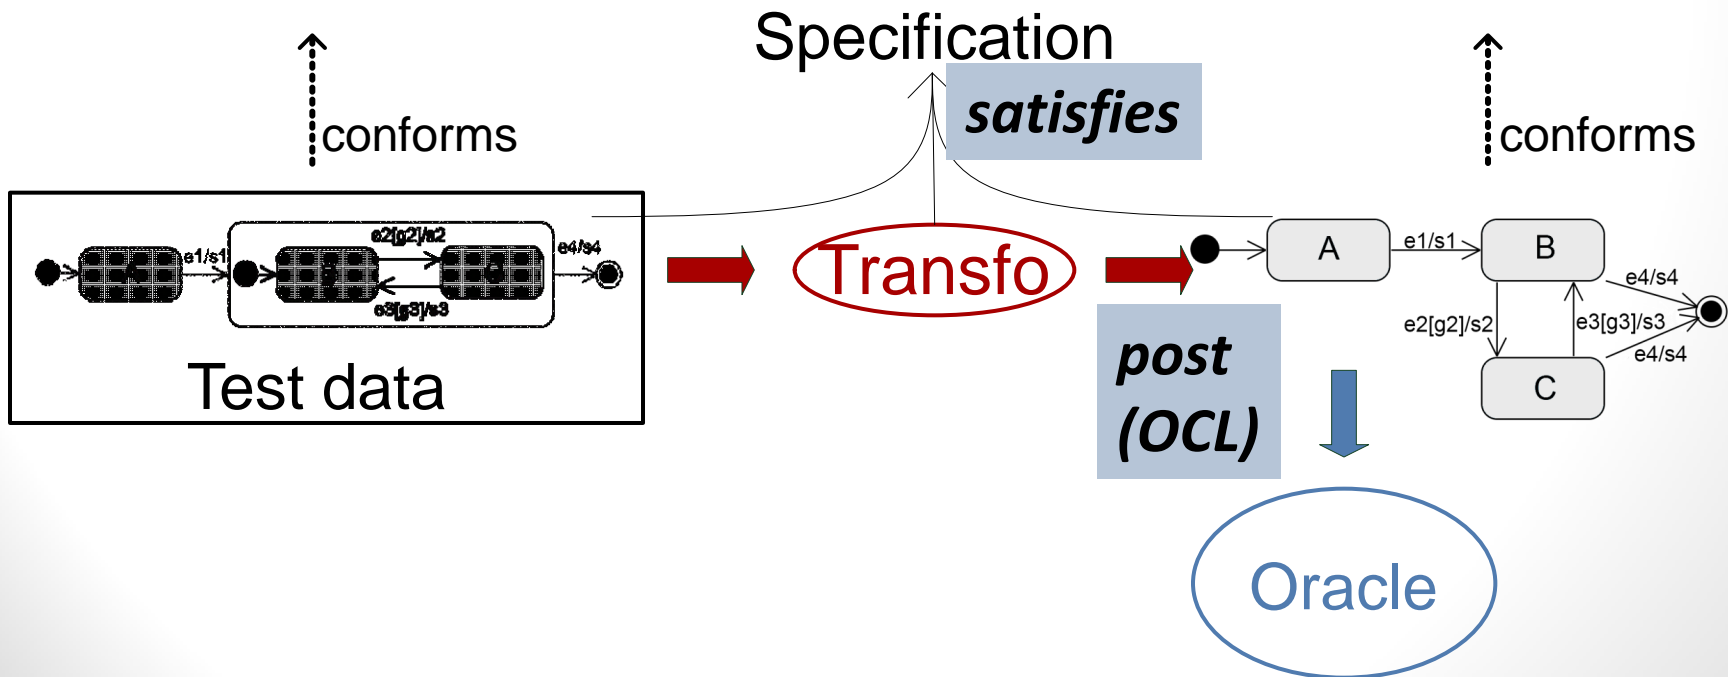 Specification
satisfies
conforms
conforms
e1/s1
e2[g2]/s2
e3[g3]/s3
e4/s4
Test data
Transfo
A
e1/s1
B
e4/s4
e2[g2]/s2
e3[g3]/s3
e4/s4
C
post
(OCL)
Oracle